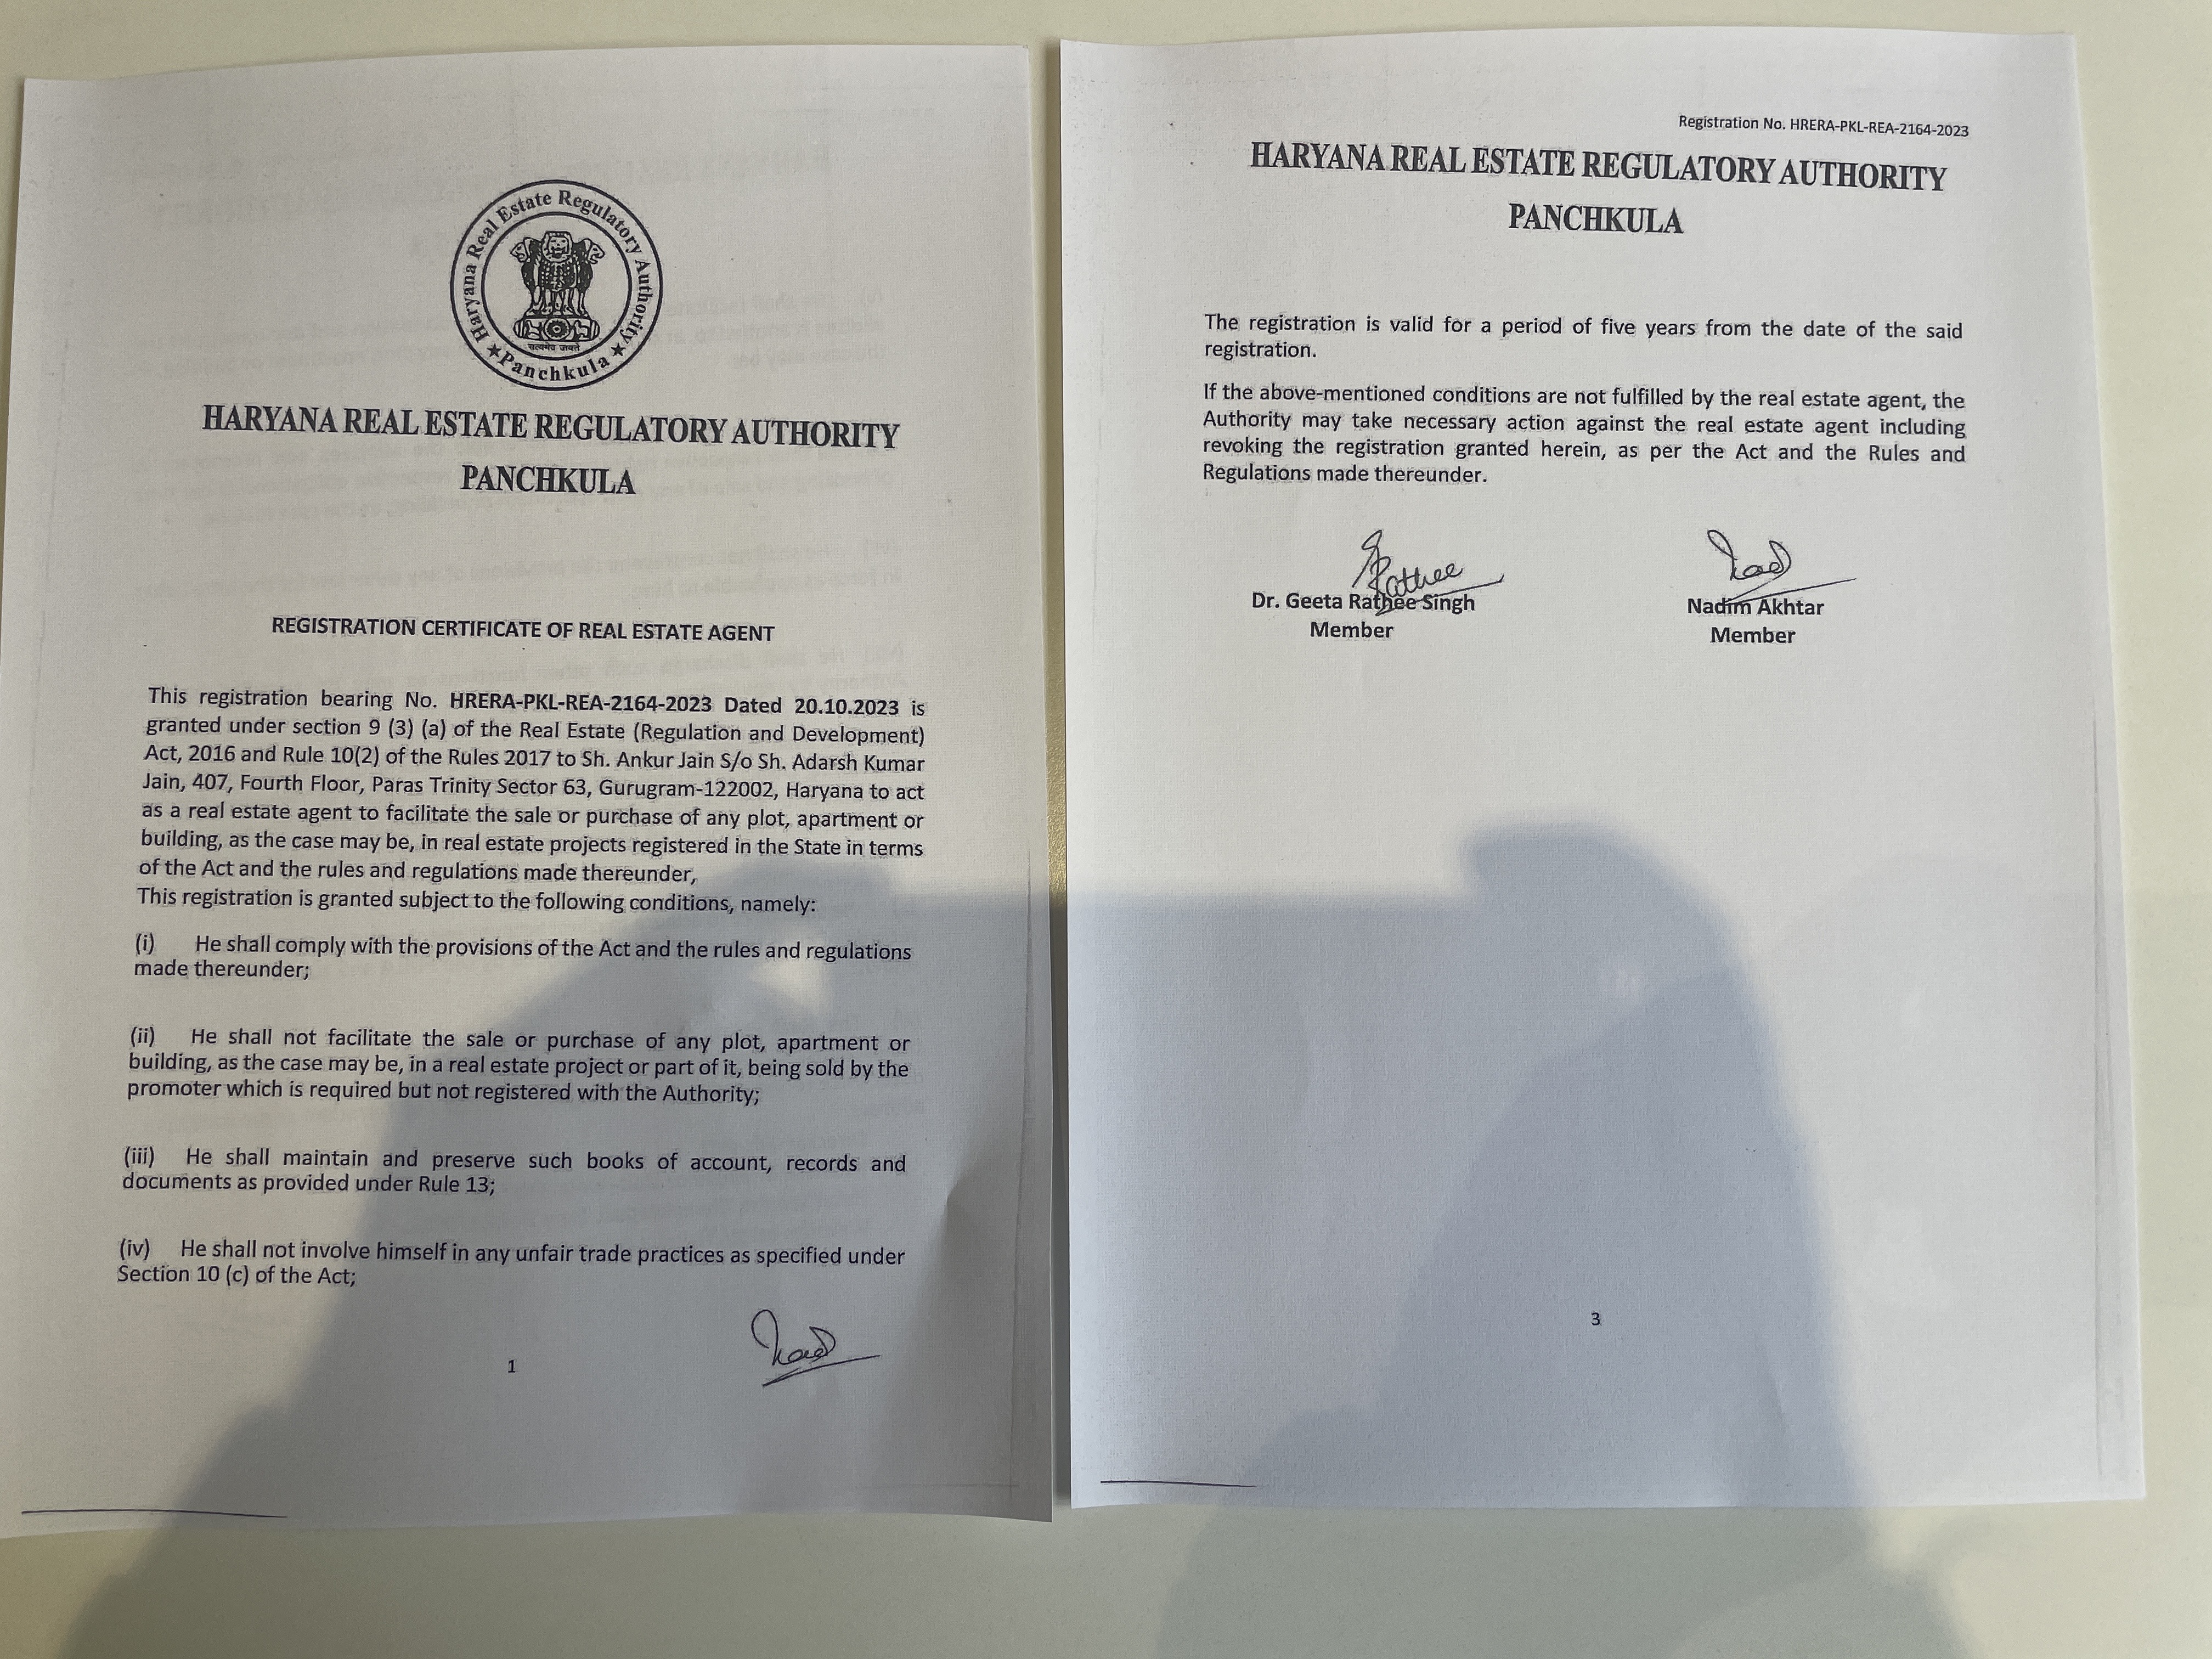 Haryana Real Estate Regulatory Authority
सत्यमेव जयते
★ Panchkula ★
HARYANA REAL ESTATE REGULATORY AUTHORITY
PANCHKULA
REGISTRATION CERTIFICATE OF REAL ESTATE AGENT
This registration bearing No. HRERA-PKL-REA-2164-2023 Dated 20.10.2023 is
granted under section 9 (3) (a) of the Real Estate (Regulation and Development)
Act, 2016 and Rule 10(2) of the Rules 2017 to Sh. Ankur Jain S/o Sh. Adarsh Kumar
Jain, 407, Fourth Floor, Paras Trinity Sector 63, Gurugram-122002, Haryana to act
as a real estate agent to facilitate the sale or purchase of any plot, apartment or
building, as the case may be, in real estate projects registered in the State in terms
of the Act and the rules and regulations made thereunder,
This registration is granted subject to the following conditions, namely:
(i) He shall comply with the provisions of the Act and the rules and regulations
made thereunder;
(ii) He shall not facilitate the sale or purchase of any plot, apartment or
building, as the case may be, in a real estate project or part of it, being sold by the
promoter which is required but not registered with the Authority;
(iii) He shall maintain and preserve such books of account, records and
documents as provided under Rule 13;
(iv) He shall not involve himself in any unfair trade practices as specified under
Section 10 (c) of the Act;
1
Registration No. HRERA-PKL-REA-2164-2023
HARYANA REAL ESTATE REGULATORY AUTHORITY
PANCHKULA
The registration is valid for a period of five years from the date of the said
registration.
If the above-mentioned conditions are not fulfilled by the real estate agent, the
Authority may take necessary action against the real estate agent including
revoking the registration granted herein, as per the Act and the Rules and
Regulations made thereunder.
Rathee
Dr. Geeta Rathee Singh
Member
Nadim Akhtar
Member
3